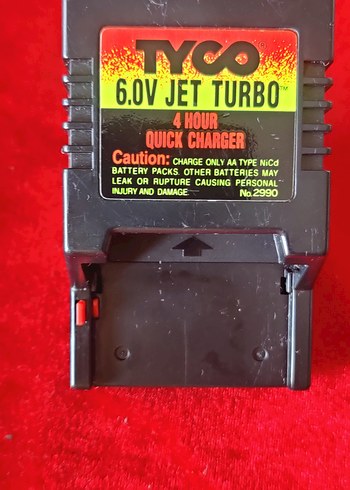 TYCO
6.0V JET TURBO™
4 HOUR
QUICK CHARGER
Caution: CHARGE ONLY AA TYPE NiCd
BATTERY PACKS. OTHER BATTERIES MAY
LEAK OR RUPTURE CAUSING PERSONAL
INJURY AND DAMAGE. No. 2990